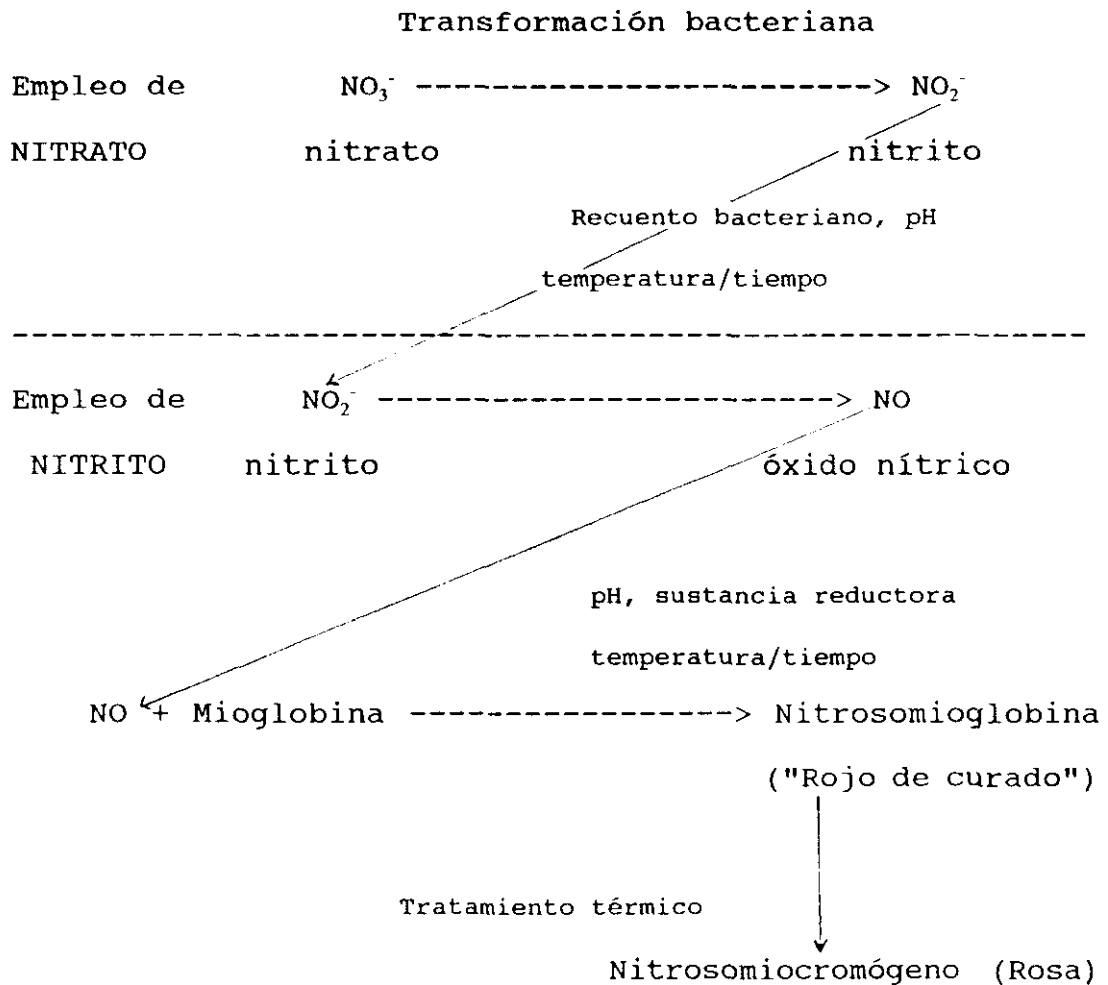 Transformación bacteriana
Empleo de NO₃⁻ --------------------------> NO₂⁻
NITRATO nitrato nitrito
Recuento bacteriano, pH
temperatura/tiempo
Empleo de NO₂⁻ --------------------------> NO
NITRITO nitrito óxido nítrico
pH, sustancia reductora
temperatura/tiempo
NO + Mioglobina -----------------> Nitrosomioglobina
("Rojo de curado")
Tratamiento térmico
Nitrosomiocromógeno (Rosa)